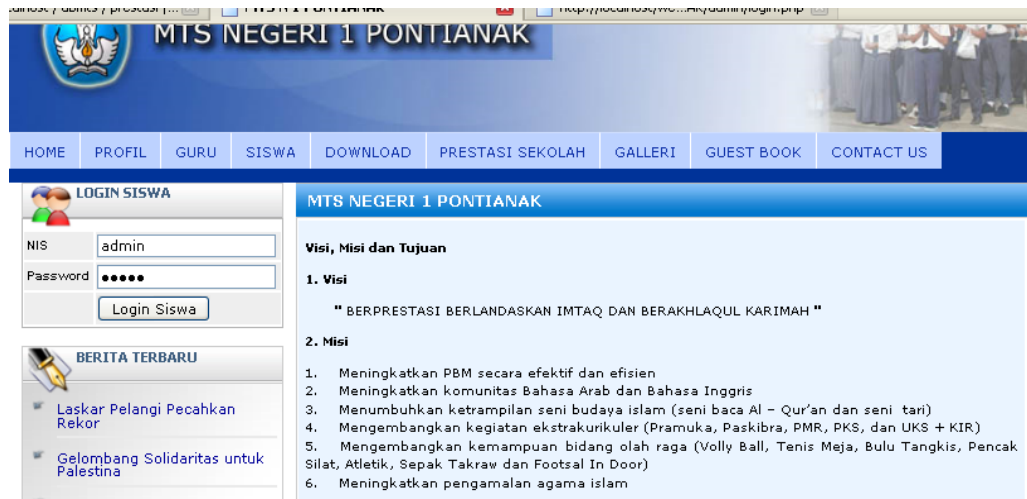 MTS NEGERI 1 PONTIANAK
HOME PROFIL GURU SISWA DOWNLOAD PRESTASI SEKOLAH GALLERI GUEST BOOK CONTACT US
LOGIN SISWA
NIS admin
Password •••••
Login Siswa
BERITA TERBARU
Laskar Pelangi Pecahkan
Rekor
Gelombang Solidaritas untuk
Palestina
MTS NEGERI 1 PONTIANAK
Visi, Misi dan Tujuan
1. Visi
" BERPRESTASI BERLANDASKAN IMTAQ DAN BERAKHLAQUL KARIMAH "
2. Misi
1. Meningkatkan PBM secara efektif dan efisien
2. Meningkatkan komunitas Bahasa Arab dan Bahasa Inggris
3. Menumbuhkan ketrampilan seni budaya islam (seni baca Al – Qur'an dan seni tari)
4. Mengembangkan kegiatan ekstrakurikuler (Pramuka, Paskibra, PMR, PKS, dan UKS + KIR)
5. Mengembangkan kemampuan bidang olah raga (Volly Ball, Tenis Meja, Bulu Tangkis, Pencak
Silat, Atletik, Sepak Takraw dan Footsal In Door)
6. Meningkatkan pengamalan agama islam